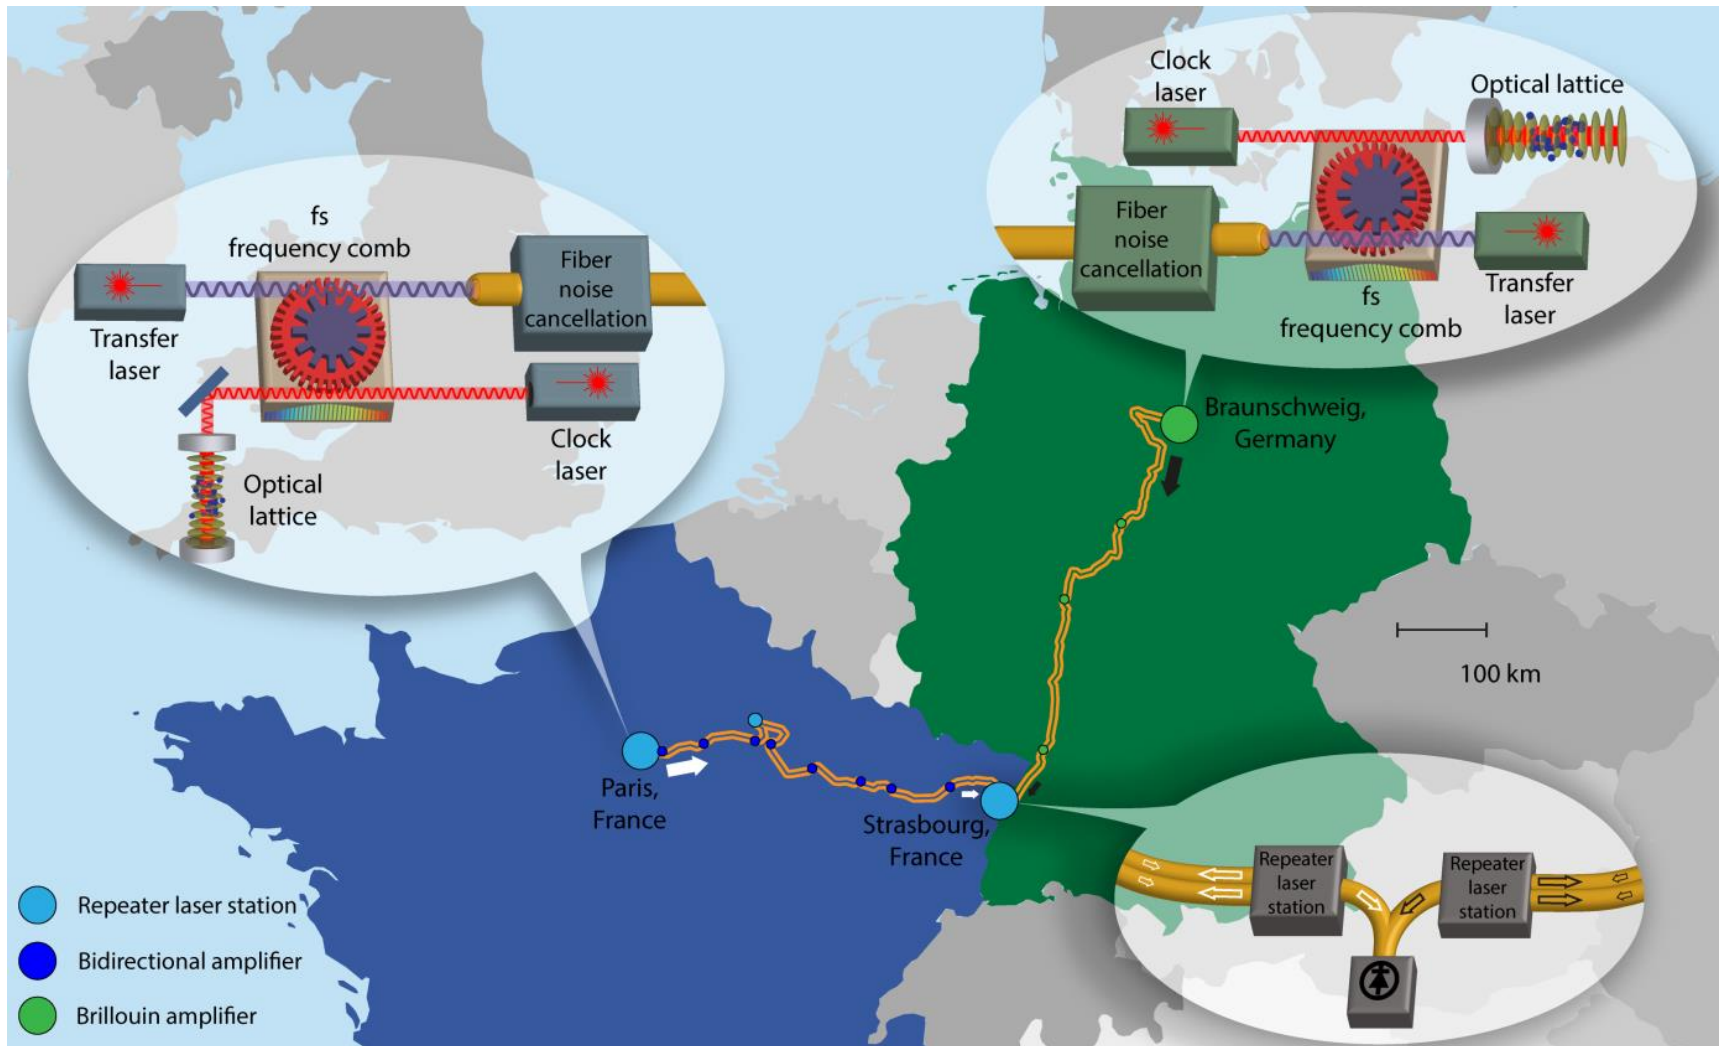 fs
frequency comb
Fiber
noise
cancellation
Transfer
laser
Clock
laser
Optical
lattice
Clock
laser
Optical lattice
Fiber
noise
cancellation
fs
frequency comb
Transfer
laser
Braunschweig,
Germany
100 km
Paris,
France
Strasbourg,
France
Repeater laser station
Bidirectional amplifier
Brillouin amplifier
Repeater
laser
station
Repeater
laser
station